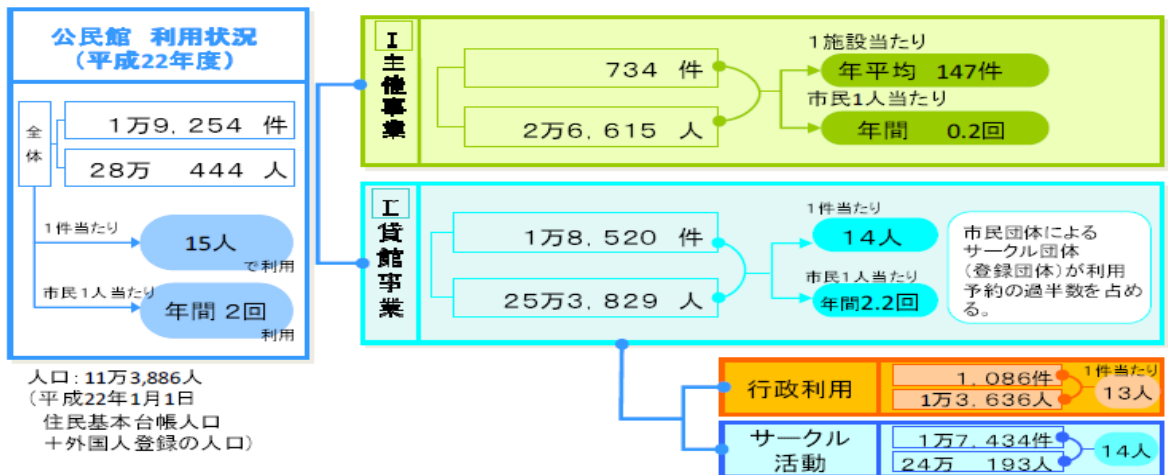 公民館 利用状況
（平成22年度）
全体
1万9，254 件
28万 444 人
1件当たり
15人
で利用
市民1人当たり
年間 2回
利用
人口：11万3,886人
（平成22年1月1日
住民基本台帳人口
＋外国人登録の人口）
Ⅰ主催事業
734 件
2万6，615 人
1施設当たり
年平均 147件
市民1人当たり
年間 0.2回
Ⅱ貸館事業
1万8，520 件
25万3，829 人
1件当たり
14人
市民1人当たり
年間2.2回
市民団体による
サークル団体
（登録団体）が利用
予約の過半数を占め
る。
行政利用
1，086件
1万3，636人
1件当たり
13人
サークル
活動
1万7，434件
24万 193人
14人